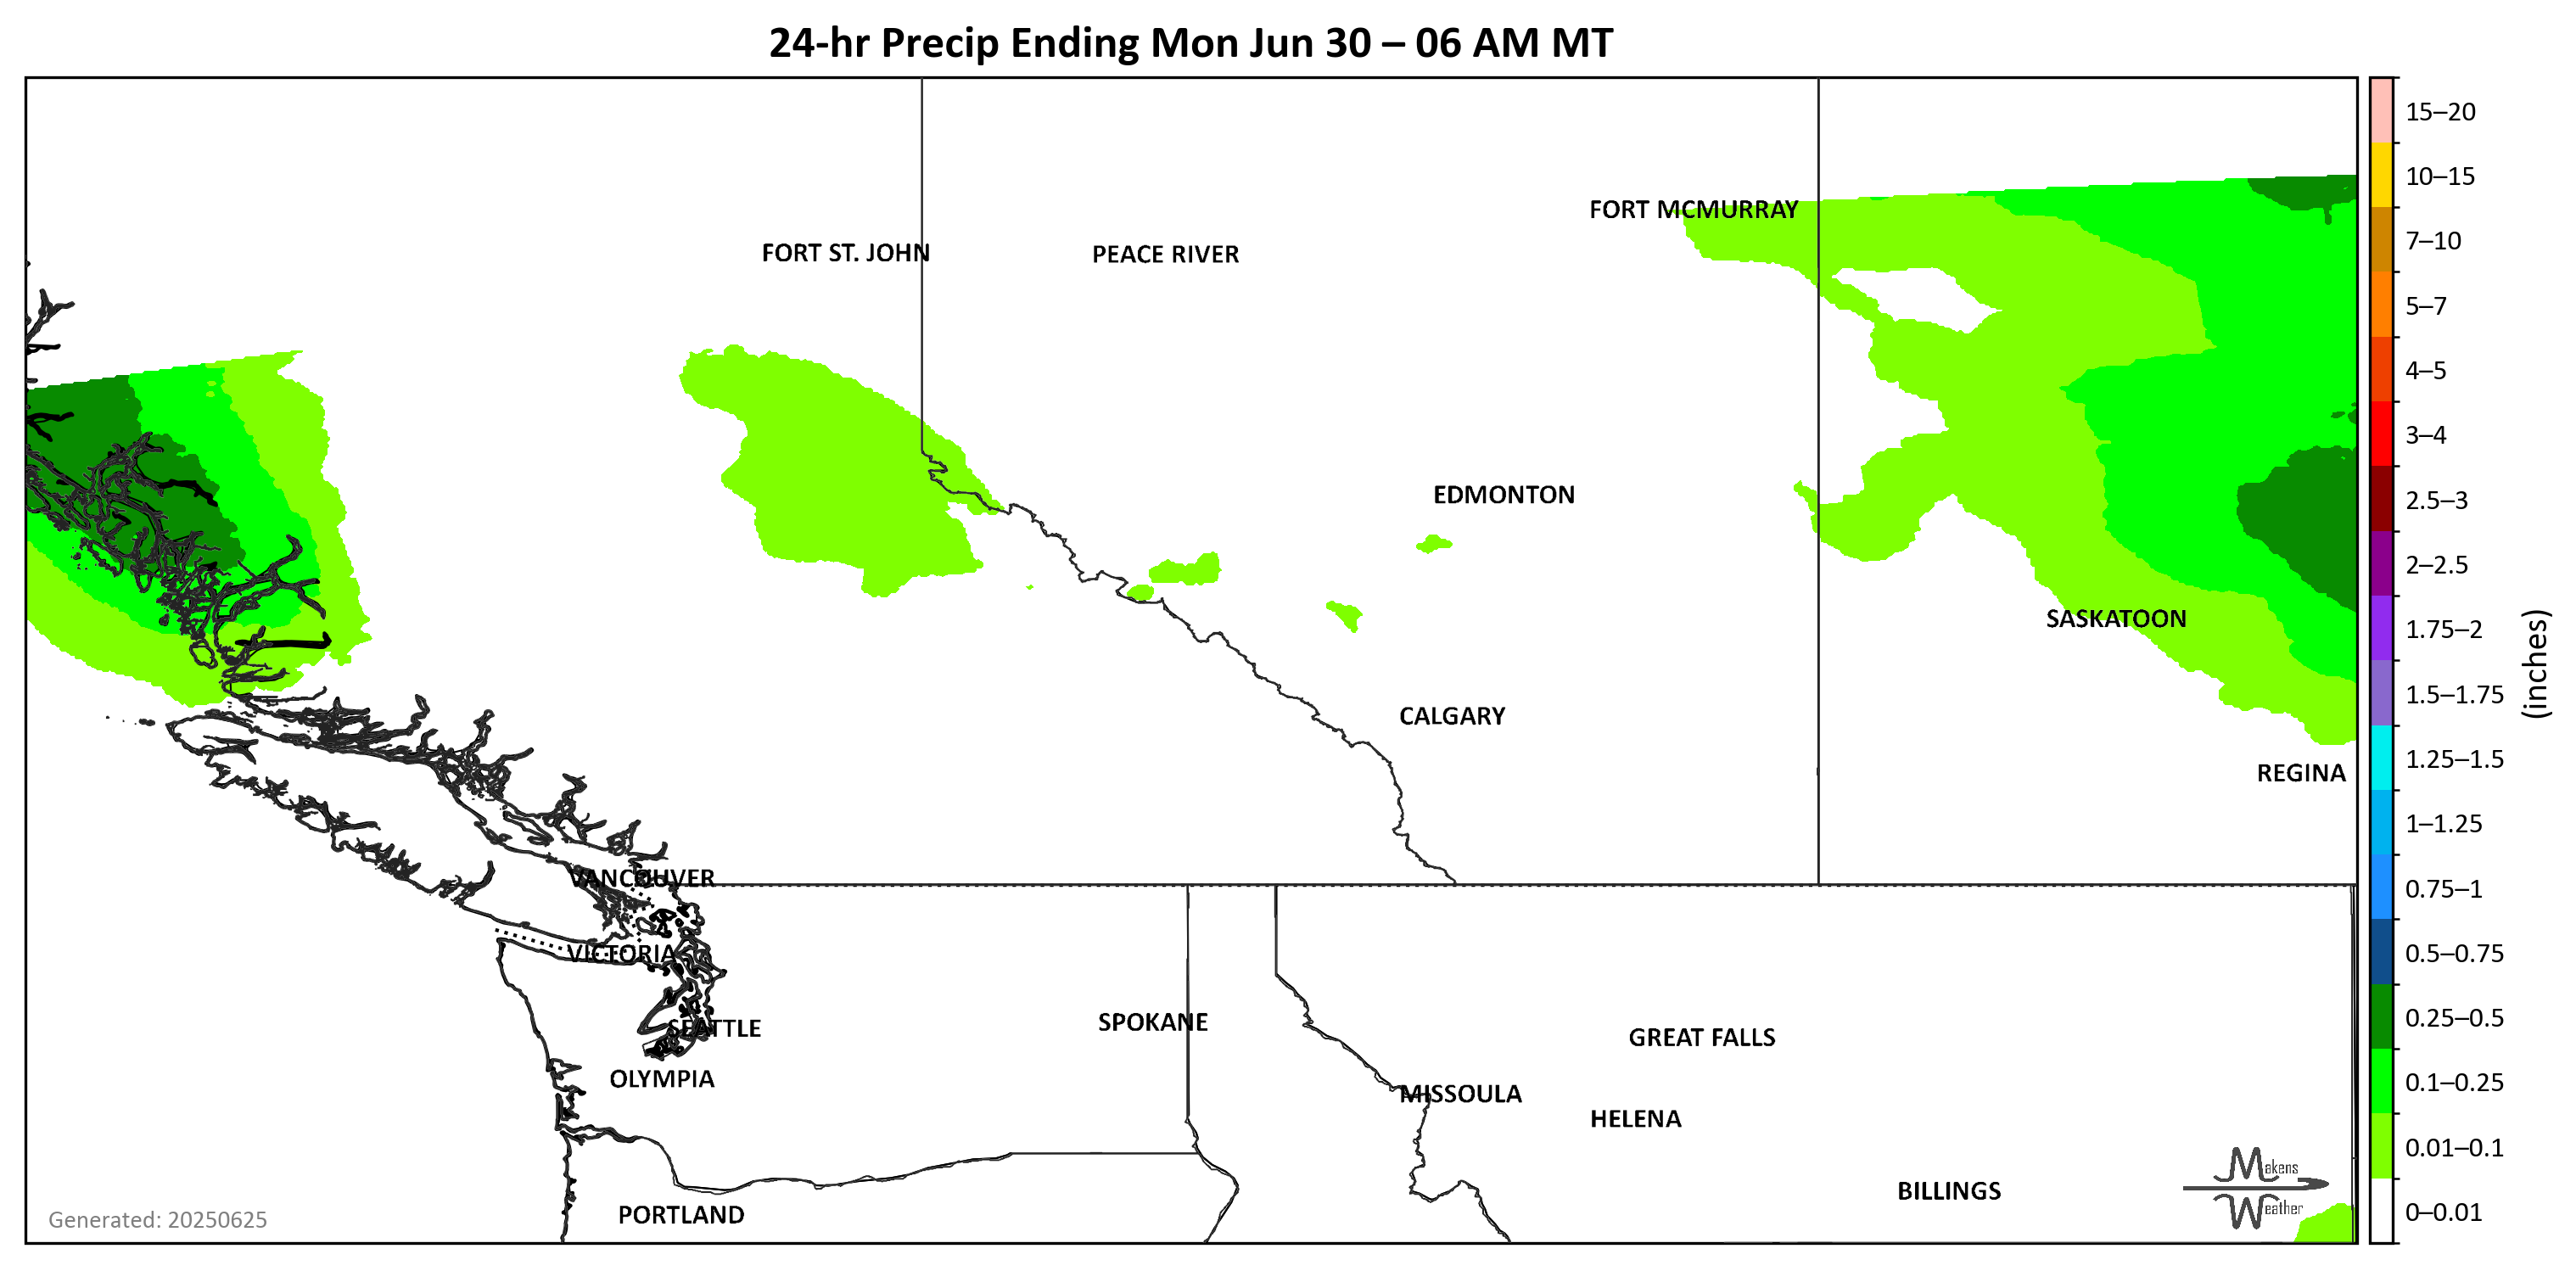 24-hr Precip Ending Mon Jun 30 – 06 AM MT
15–20
10–15
7–10
5–7
4–5
3–4
2.5–3
2–2.5
1.75–2
1.5–1.75
1.25–1.5
1–1.25
0.75–1
0.5–0.75
0.25–0.5
0.1–0.25
0.01–0.1
0–0.01
(inches)
FORT MCMURRAY
FORT ST. JOHN
PEACE RIVER
EDMONTON
SASKATOON
CALGARY
REGINA
VANCOUVER
VICTORIA
SPOKANE
SEATTLE
GREAT FALLS
OLYMPIA
MISSOULA
HELENA
BILLINGS
PORTLAND
Makens
Weather
Generated: 20250625